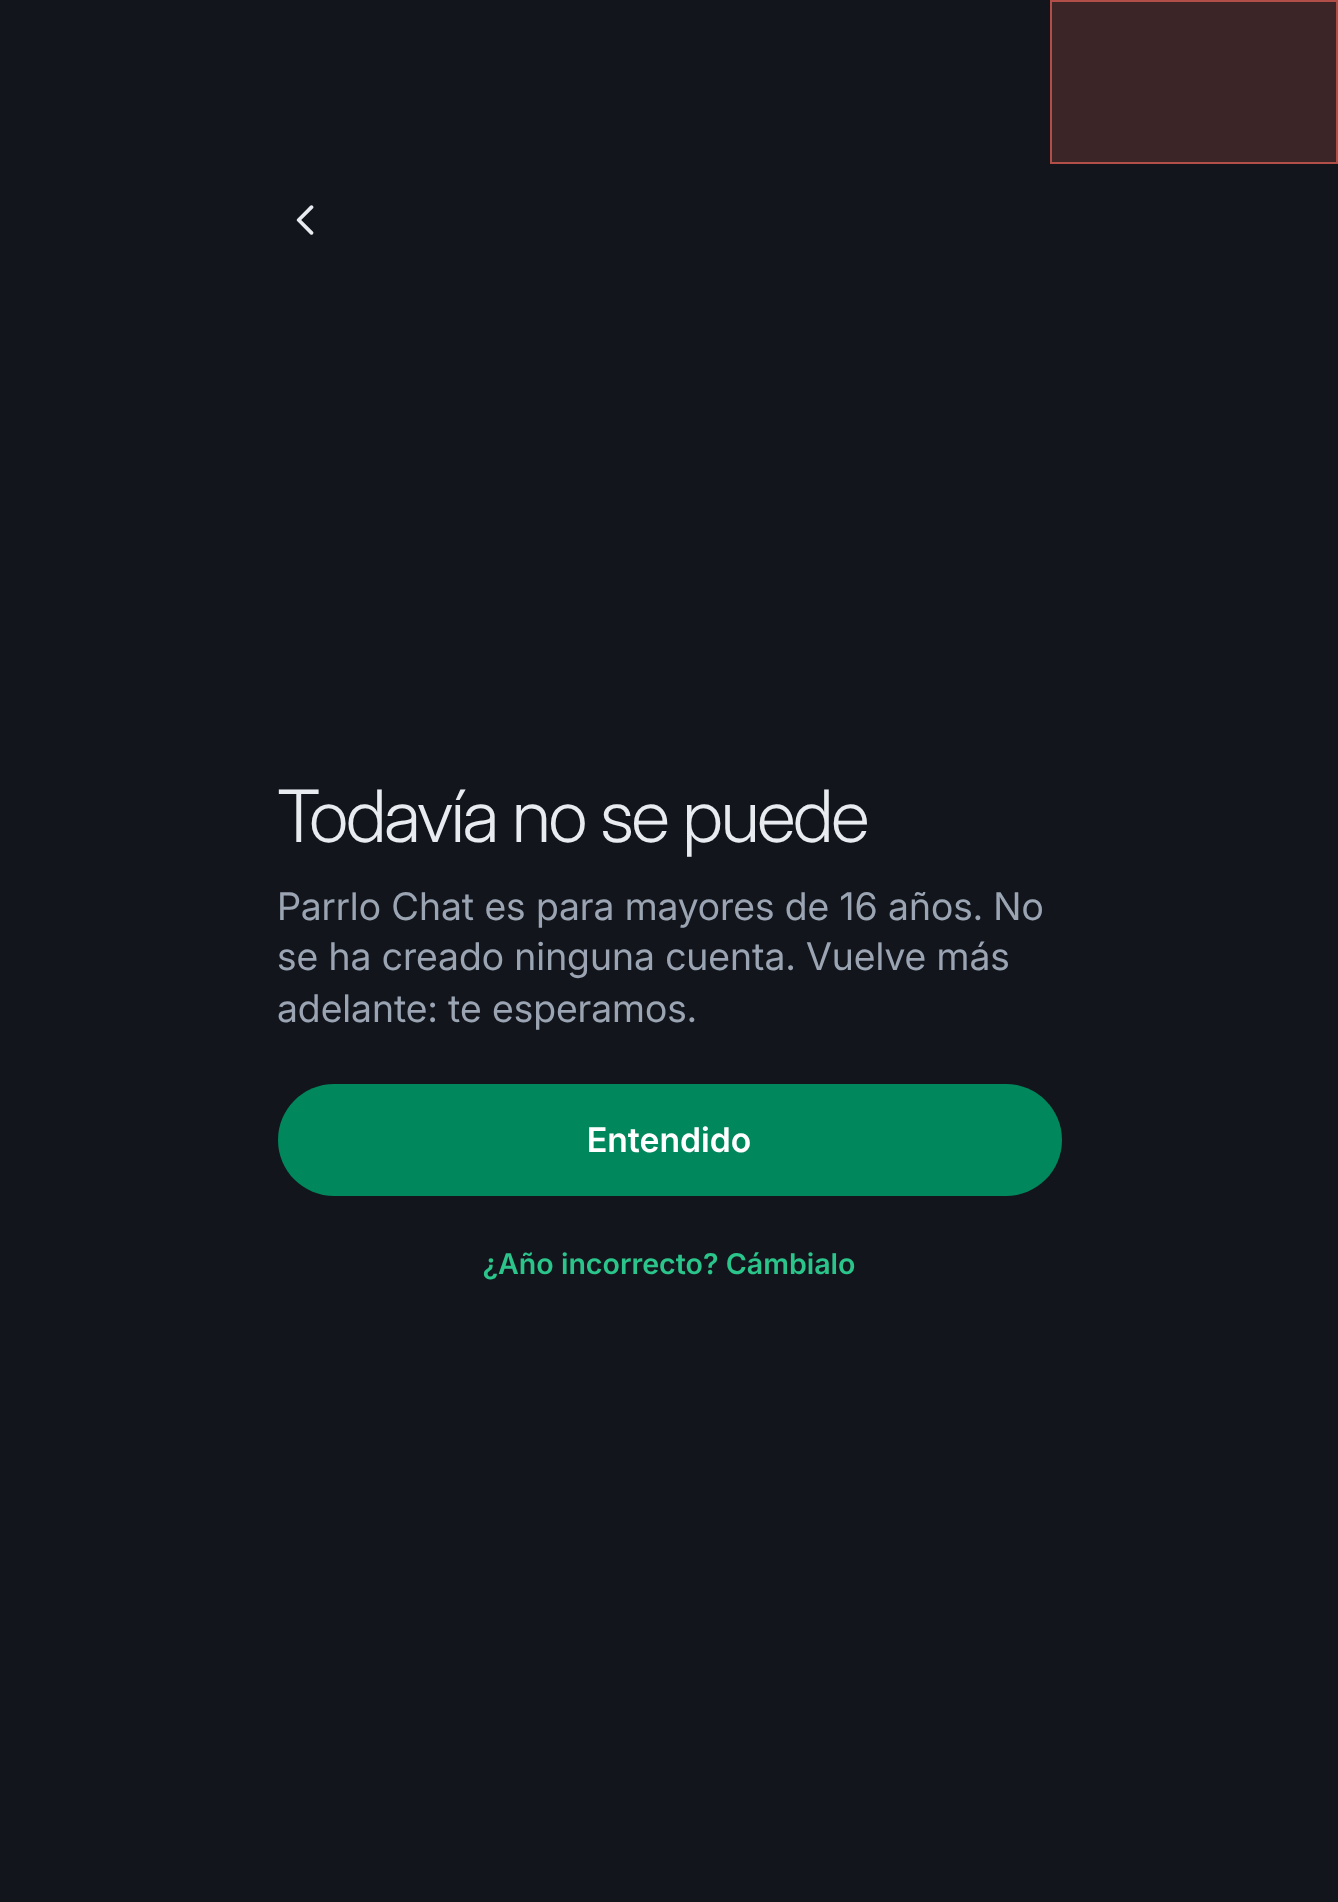 Todavía no se puede
Parrlo Chat es para mayores de 16 años. No
se ha creado ninguna cuenta. Vuelve más
adelante: te esperamos.
Entendido
¿Año incorrecto? Cámbialo